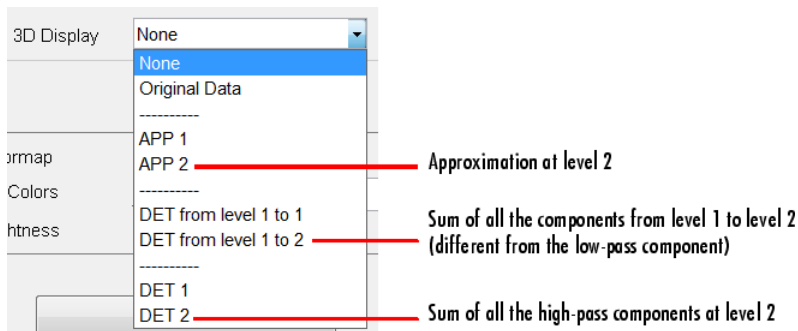 3D Display None
None
Original Data
----------
APP 1
ormap
APP 2 Approximation at level 2
----------
Colors
DET from level 1 to 1
Sum of all the components from level 1 to level 2
htness
DET from level 1 to 2
(different from the low-pass component)
----------
DET 1
DET 2 Sum of all the high-pass components at level 2